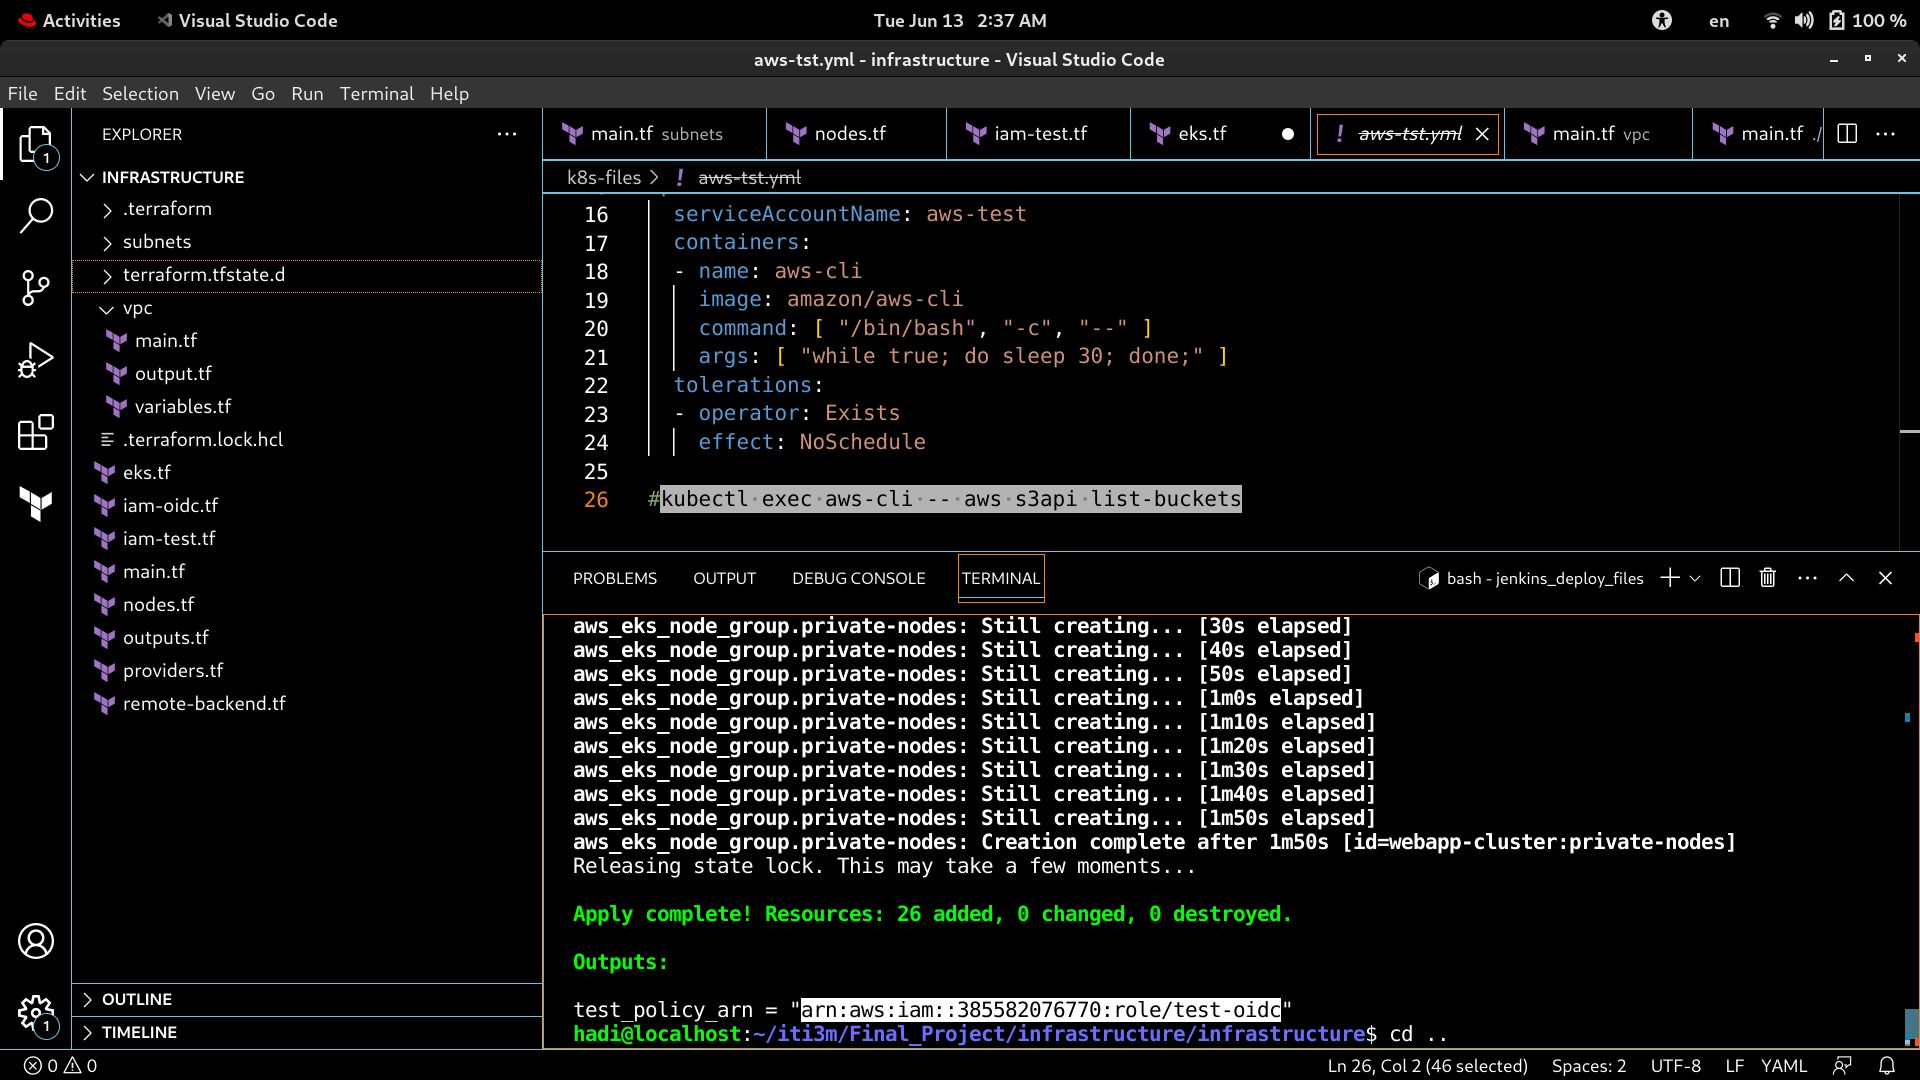 Activities
Visual Studio Code
Tue Jun 13 2:37 AM
en
100 %
aws-tst.yml - infrastructure - Visual Studio Code
File Edit Selection View Go Run Terminal Help
1
EXPLORER
INFRASTRUCTURE
.terraform
subnets
terraform.tfstate.d
vpc
main.tf
output.tf
variables.tf
.terraform.lock.hcl
eks.tf
iam-oidc.tf
iam-test.tf
main.tf
nodes.tf
outputs.tf
providers.tf
remote-backend.tf
OUTLINE
TIMELINE
1
main.tf subnets
nodes.tf
iam-test.tf
eks.tf
! aws-tst.yml
main.tf vpc
main.tf ./
k8s-files > ! aws-tst.yml
16 serviceAccountName: aws-test
17 containers:
18 - name: aws-cli
19 image: amazon/aws-cli
20 command: [ "/bin/bash", "-c", "--" ]
21 args: [ "while true; do sleep 30; done;" ]
22 tolerations:
23 - operator: Exists
24 effect: NoSchedule
25
26 #kubectl exec aws-cli -- aws s3api list-buckets
PROBLEMS OUTPUT DEBUG CONSOLE TERMINAL
bash - jenkins_deploy_files
aws_eks_node_group.private-nodes: Still creating... [30s elapsed]
aws_eks_node_group.private-nodes: Still creating... [40s elapsed]
aws_eks_node_group.private-nodes: Still creating... [50s elapsed]
aws_eks_node_group.private-nodes: Still creating... [1m0s elapsed]
aws_eks_node_group.private-nodes: Still creating... [1m10s elapsed]
aws_eks_node_group.private-nodes: Still creating... [1m20s elapsed]
aws_eks_node_group.private-nodes: Still creating... [1m30s elapsed]
aws_eks_node_group.private-nodes: Still creating... [1m40s elapsed]
aws_eks_node_group.private-nodes: Still creating... [1m50s elapsed]
aws_eks_node_group.private-nodes: Creation complete after 1m50s [id=webapp-cluster:private-nodes]
Releasing state lock. This may take a few moments...
Apply complete! Resources: 26 added, 0 changed, 0 destroyed.
Outputs:
test_policy_arn = "arn:aws:iam::385582076770:role/test-oidc"
hadi@localhost:~/iti3m/Final_Project/infrastructure/infrastructure$ cd ..
0 0
Ln 26, Col 2 (46 selected) Spaces: 2 UTF-8 LF YAML